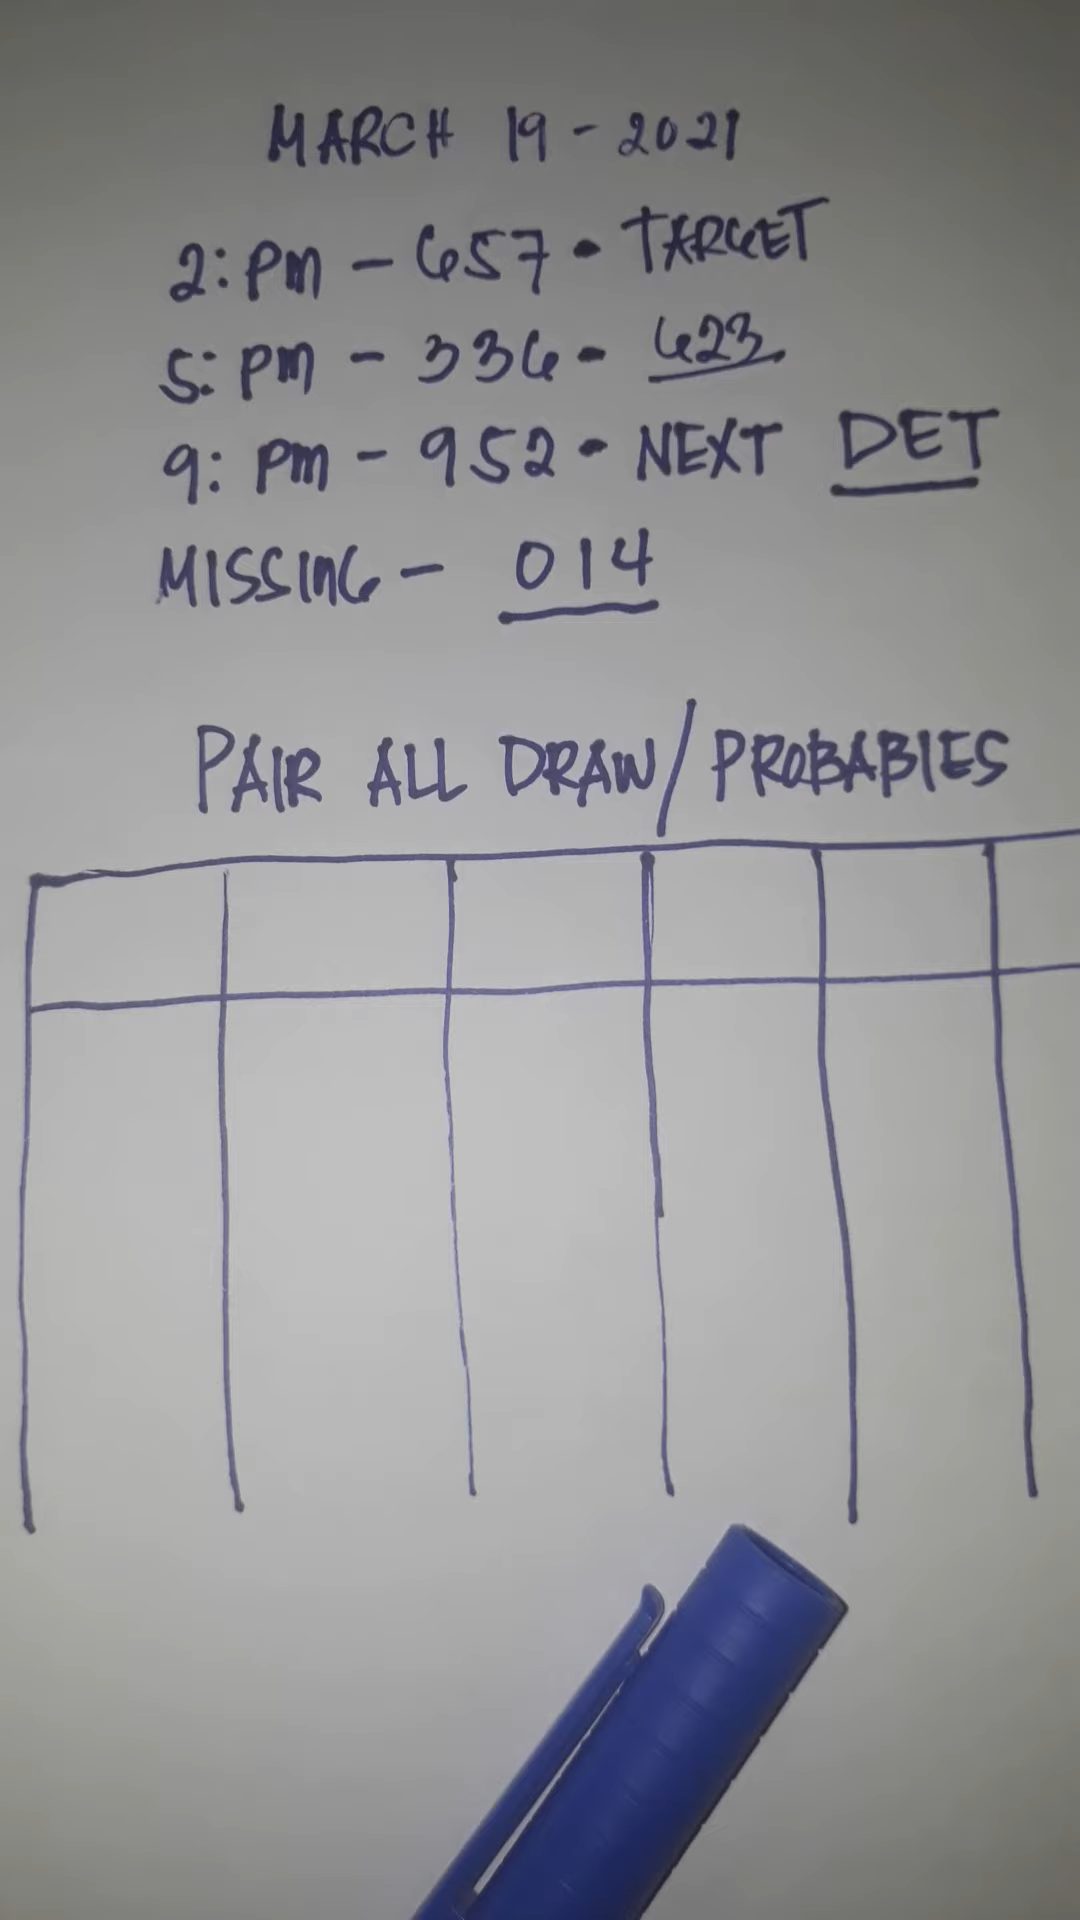 MARCH 19-2021
2:PM - 657 - TARGET
5:PM - 336 - 623
9:PM - 952 - NEXT DET
MISSING - 014
PAIR ALL DRAW/PROBABIES